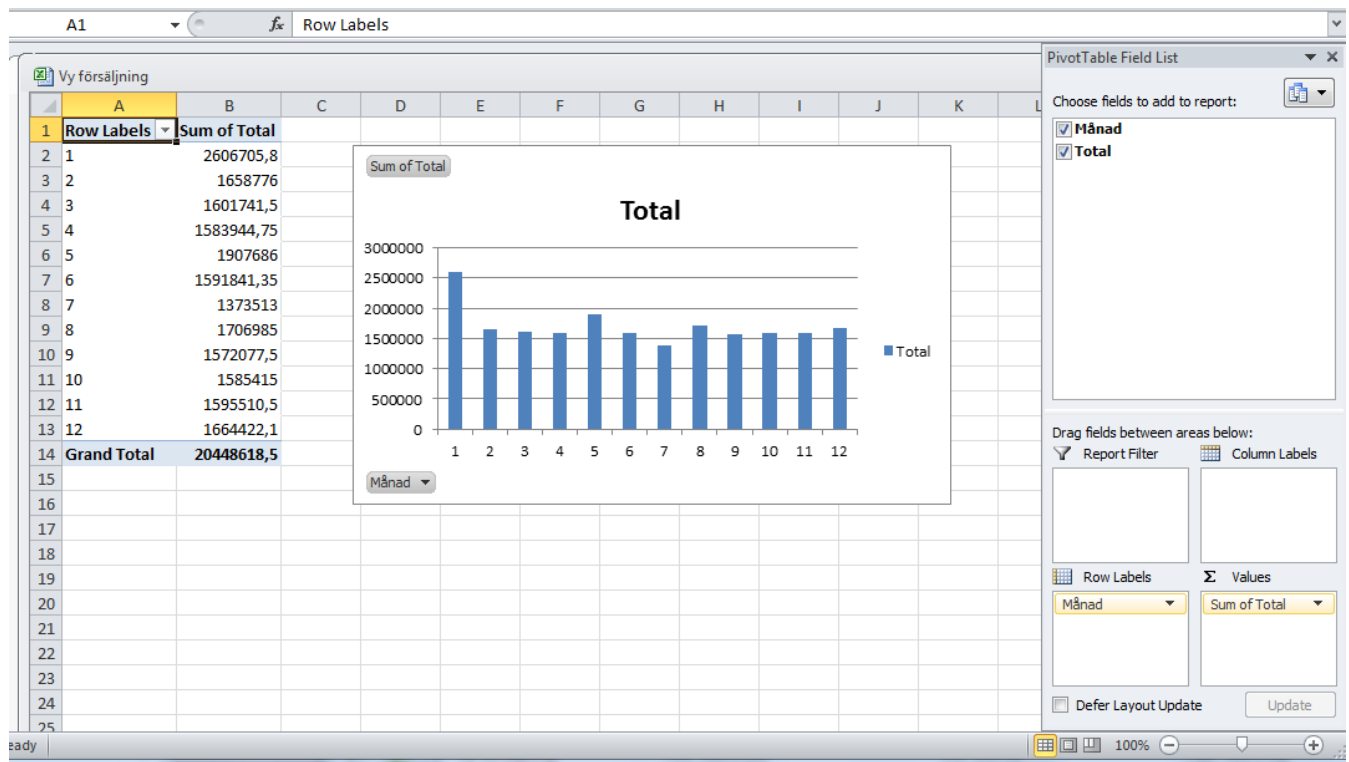 A1 fx Row Labels
PivotTable Field List
Vy försäljning
Choose fields to add to report:
A B C D E F G H I J K L
1 Row Labels Sum of Total
2 1 2606705,8
3 2 1658776
4 3 1601741,5
5 4 1583944,75
6 5 1907686
7 6 1591841,35
8 7 1373513
9 8 1706985
10 9 1572077,5
11 10 1585415
12 11 1595510,5
13 12 1664422,1
14 Grand Total 20448618,5
15
16
17
18
19
20
21
22
23
24
25
Sum of Total
Total
3000000
2500000
2000000
1500000
1000000
500000
0
1 2 3 4 5 6 7 8 9 10 11 12
Total
Månad
Månad
Total
Drag fields between areas below:
Report Filter Column Labels
Row Labels Σ Values
Månad Sum of Total
Defer Layout Update Update
eady 100%